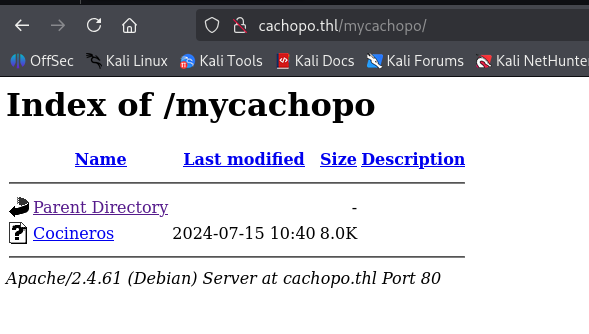 cachopo.thl/mycachopo/
OffSec Kali Linux Kali Tools Kali Docs Kali Forums Kali NetHunte
Index of /mycachopo
Name Last modified Size Description
Parent Directory -
Cocineros 2024-07-15 10:40 8.0K
Apache/2.4.61 (Debian) Server at cachopo.thl Port 80